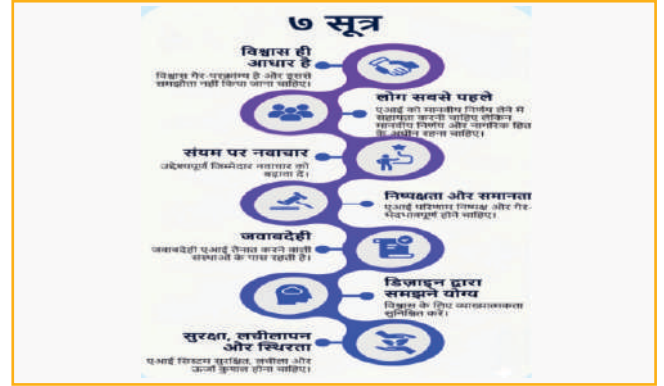 ७ सूत्र
विश्वास ही
आधार है
विश्वास गैर-परक्राम्य है और इससे
समझौता नहीं किया जाना चाहिए।
लोग सबसे पहले
एआई को मानवीय निर्णय लेने में
सहायता करनी चाहिए लेकिन
मानवीय निर्णय और नागरिक हित
के अधीन रहना चाहिए।
संयम पर नवाचार
उद्देश्यपूर्ण जिम्मेदार नवाचार को
बढ़ावा दें।
निष्पक्षता और समानता
एआई परिणाम निष्पक्ष और गैर-
भेदभावपूर्ण होने चाहिए।
जवाबदेही
जवाबदेही एआई तैनात करने वाली
संस्थाओं के पास रहती है।
डिज़ाइन द्वारा
समझने योग्य
विश्वास के लिए व्याख्यात्मकता
सुनिश्चित करें।
सुरक्षा, लचीलापन
और स्थिरता
एआई सिस्टम सुरक्षित, लचीला और
ऊर्जा कुशल होना चाहिए।